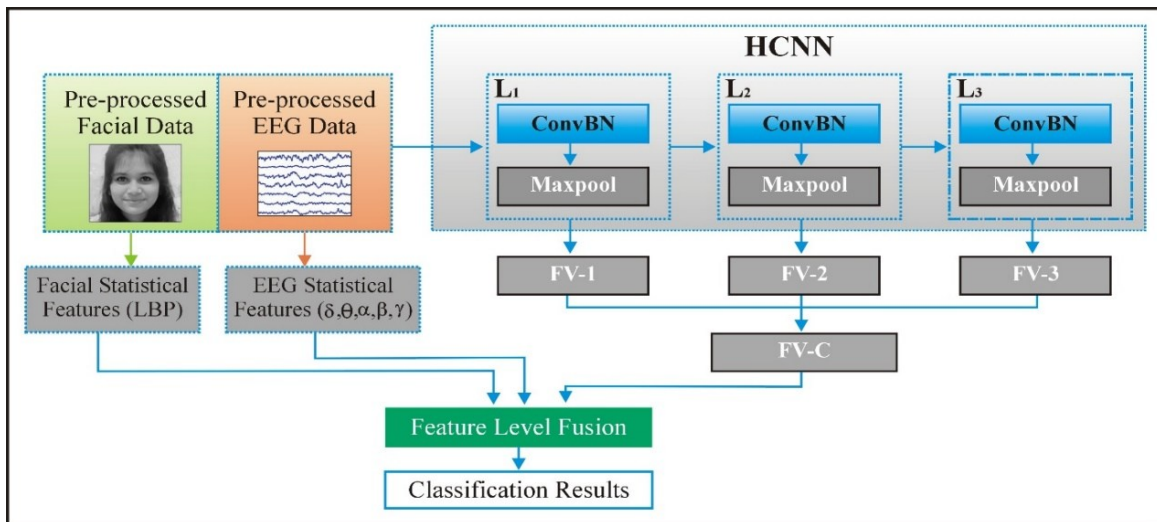 HCNN
Pre-processed
Facial Data
Pre-processed
EEG Data
L1
ConvBN
Maxpool
L2
ConvBN
Maxpool
L3
ConvBN
Maxpool
Facial Statistical
Features (LBP)
EEG Statistical
Features (δ,θ,α,β,γ)
FV-1
FV-2
FV-3
FV-C
Feature Level Fusion
Classification Results